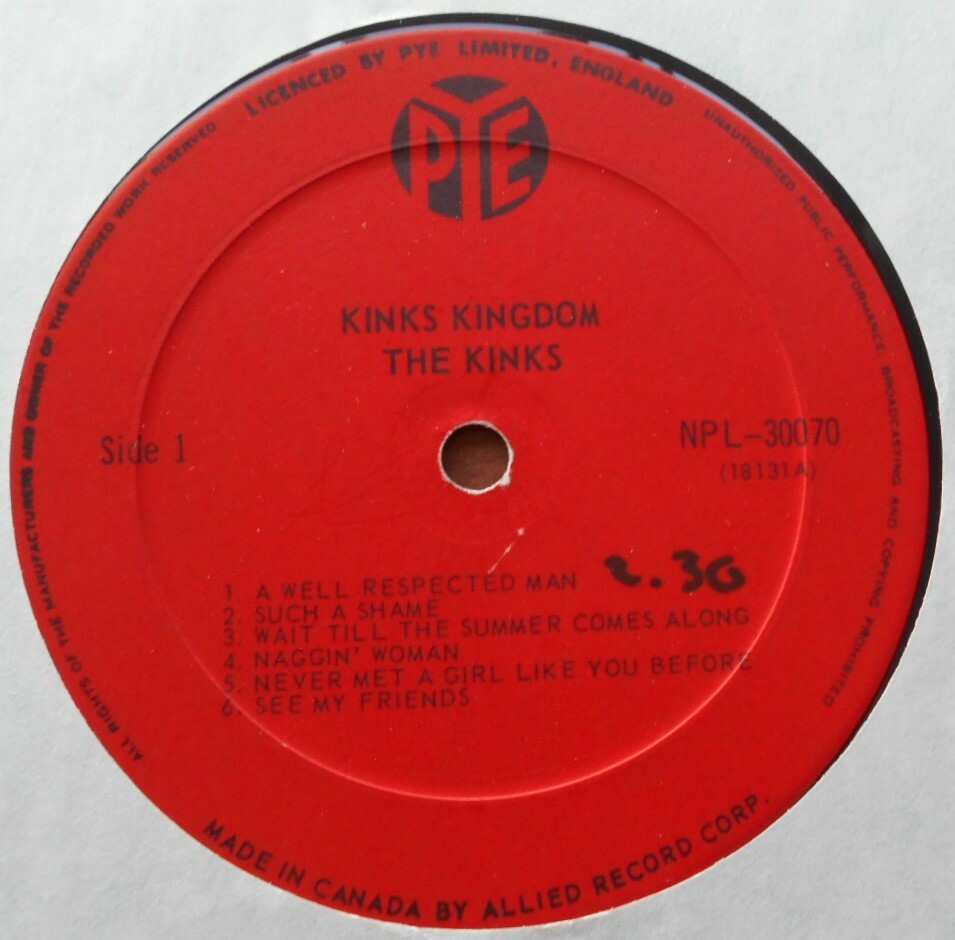 LICENCED BY PYE LIMITED, ENGLAND
UNAUTHORISED PUBLIC PERFORMANCE BROADCASTING AND COPYING PROHIBITED
ALL RIGHTS OF THE MANUFACTURERS AND OWNER OF THE RECORDED WORK RESERVED
PYE
KINKS KINGDOM
THE KINKS
Side 1
NPL-30070
(18131A)
2.30
1. A WELL RESPECTED MAN
2. SUCH A SHAME
3. WAIT TILL THE SUMMER COMES ALONG
4. NAGGIN' WOMAN
5. NEVER MET A GIRL LIKE YOU BEFORE
6. SEE MY FRIENDS
MADE IN CANADA BY ALLIED RECORD CORP.